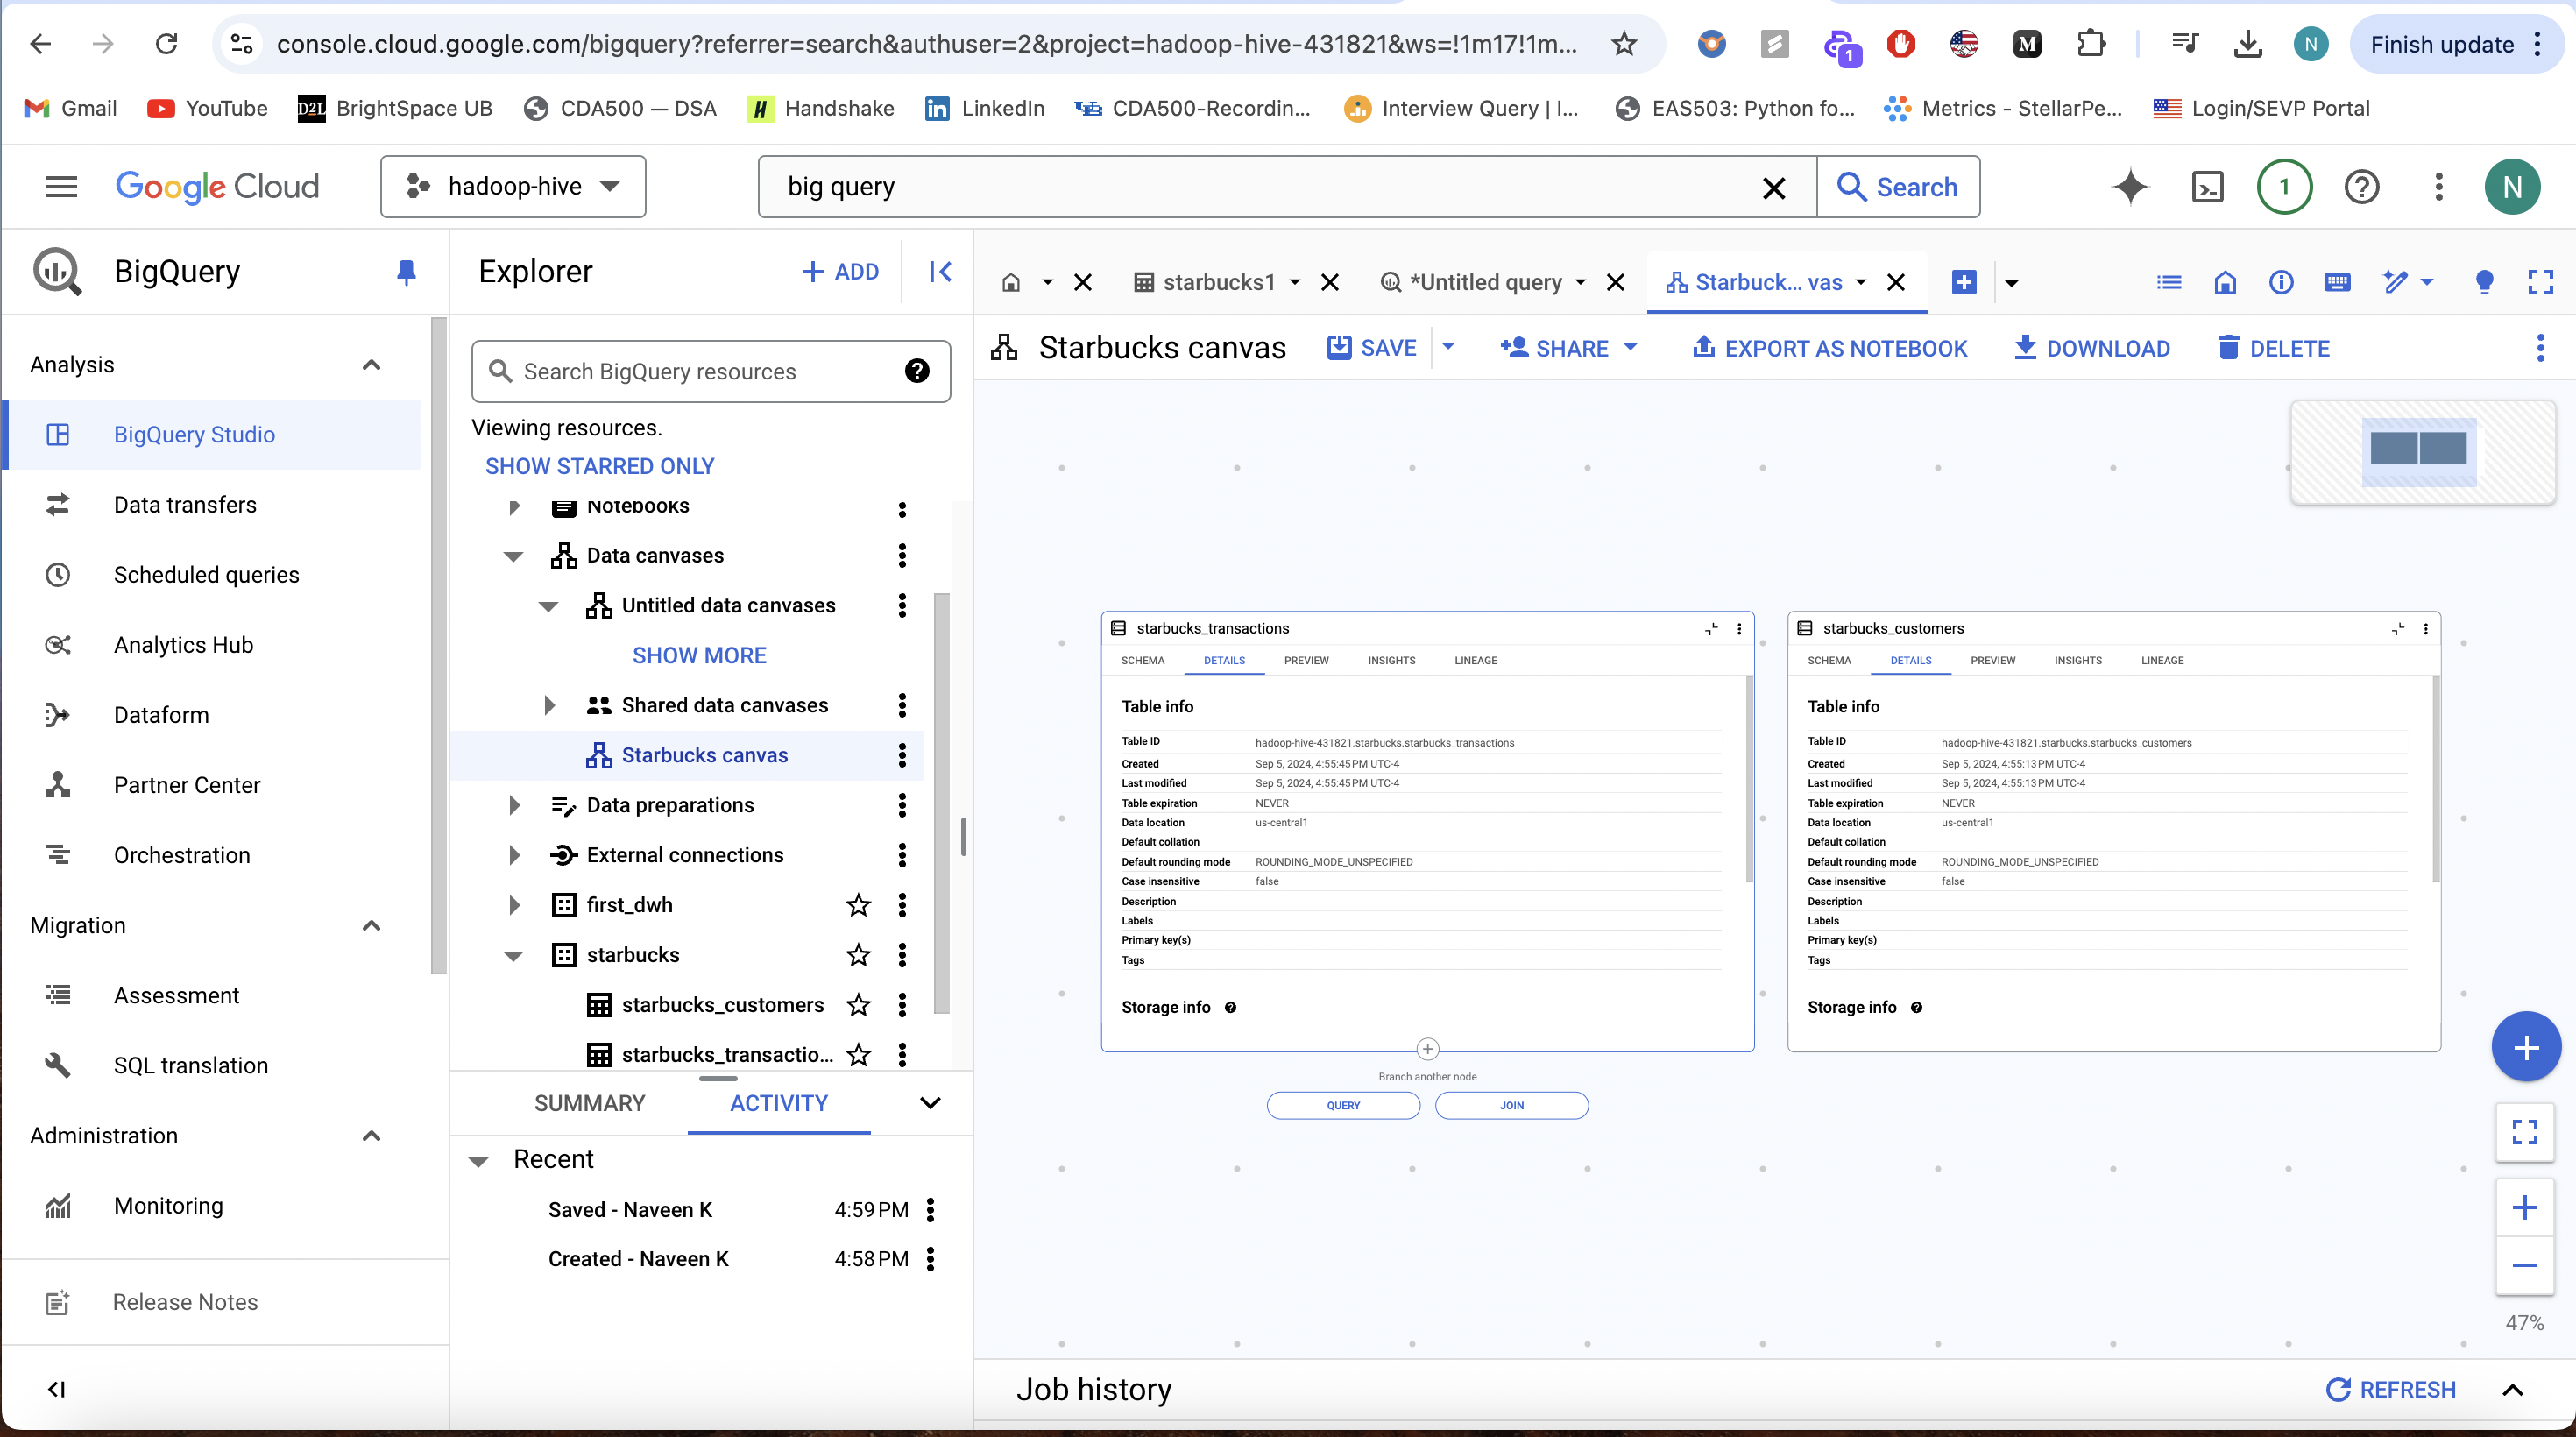 console.cloud.google.com/bigquery?referrer=search&authuser=2&project=hadoop-hive-431821&ws=!1m17!1m...
1
M
N
Finish update
Gmail
YouTube
D2L
BrightSpace UB
CDA500 — DSA
H
Handshake
LinkedIn
CDA500-Recordin...
Interview Query | I...
EAS503: Python fo...
Metrics - StellarPe...
Login/SEVP Portal
Google Cloud
hadoop-hive
big query
Search
1
N
BigQuery
Analysis
BigQuery Studio
Data transfers
Scheduled queries
Analytics Hub
Dataform
Partner Center
Orchestration
Migration
Assessment
SQL translation
Administration
Monitoring
Release Notes
Explorer
ADD
Search BigQuery resources
Viewing resources.
SHOW STARRED ONLY
Notebooks
Data canvases
Untitled data canvases
SHOW MORE
Shared data canvases
Starbucks canvas
Data preparations
External connections
first_dwh
starbucks
starbucks_customers
starbucks_transactio...
SUMMARY
ACTIVITY
Recent
Saved - Naveen K 4:59 PM
Created - Naveen K 4:58 PM
starbucks1
*Untitled query
Starbuck... vas
Starbucks canvas
SAVE
SHARE
EXPORT AS NOTEBOOK
DOWNLOAD
DELETE
starbucks_transactions
SCHEMA DETAILS PREVIEW INSIGHTS LINEAGE
Table info
Table ID hadoop-hive-431821.starbucks.starbucks_transactions
Created Sep 5, 2024, 4:55:45 PM UTC-4
Last modified Sep 5, 2024, 4:55:45 PM UTC-4
Table expiration NEVER
Data location us-central1
Default collation
Default rounding mode ROUNDING_MODE_UNSPECIFIED
Case insensitive false
Description
Labels
Primary key(s)
Tags
Storage info
Branch another node
QUERY
JOIN
starbucks_customers
SCHEMA DETAILS PREVIEW INSIGHTS LINEAGE
Table info
Table ID hadoop-hive-431821.starbucks.starbucks_customers
Created Sep 5, 2024, 4:55:13 PM UTC-4
Last modified Sep 5, 2024, 4:55:13 PM UTC-4
Table expiration NEVER
Data location us-central1
Default collation
Default rounding mode ROUNDING_MODE_UNSPECIFIED
Case insensitive false
Description
Labels
Primary key(s)
Tags
Storage info
47%
Job history
REFRESH